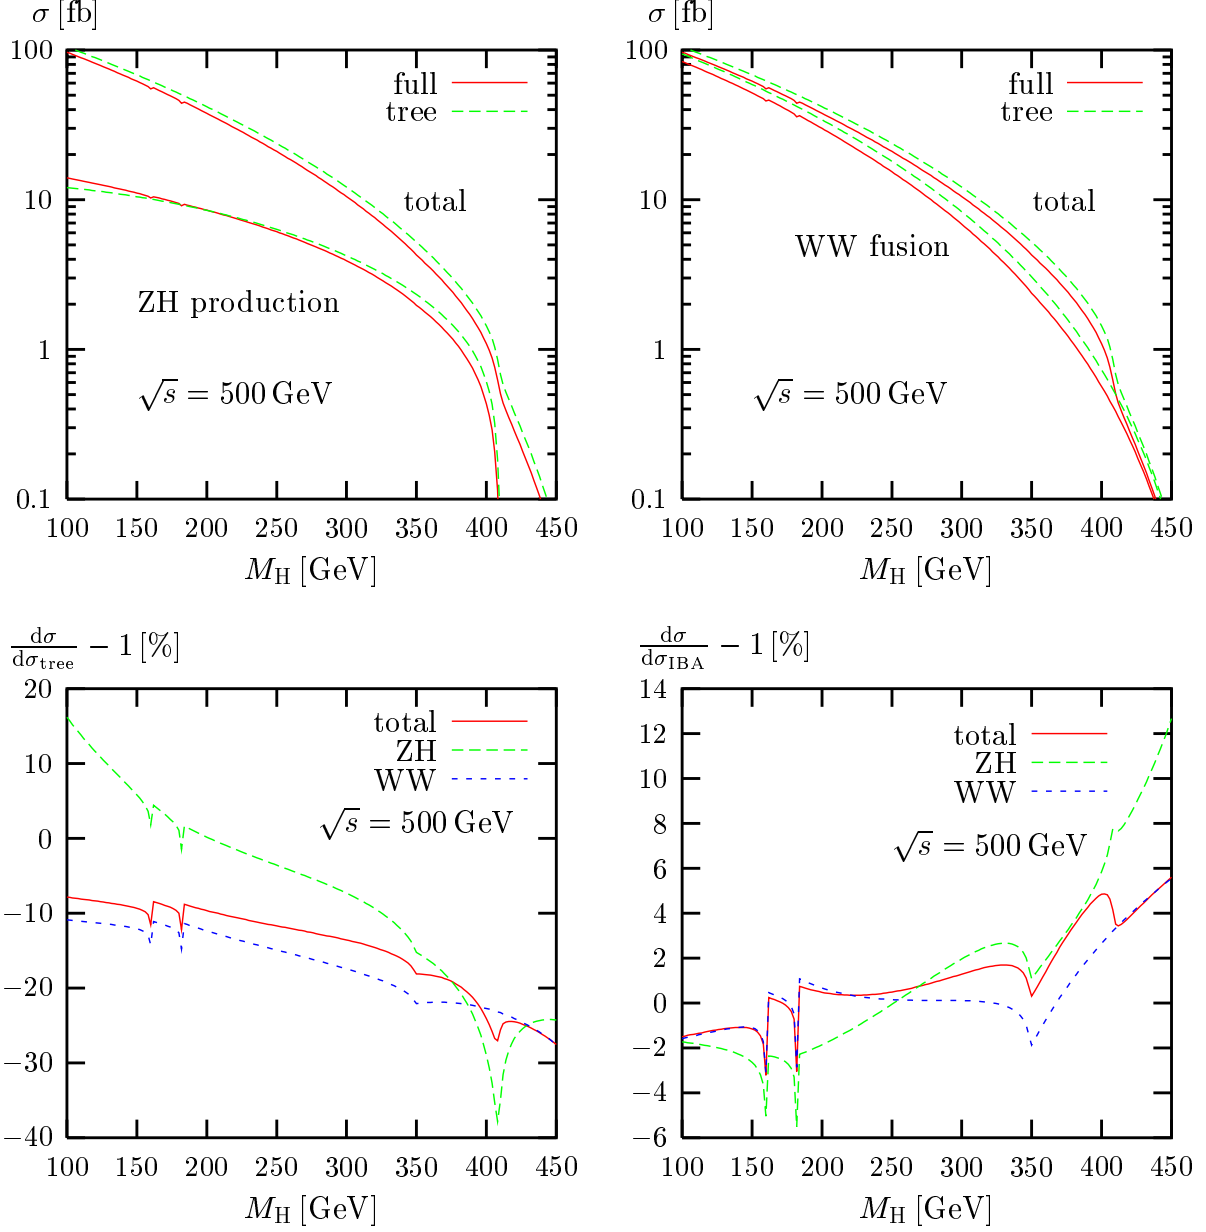 σ [fb]
100
10
1
0.1
full
tree
total
ZH production
√s = 500 GeV
100 150 200 250 300 350 400 450
M_H [GeV]
σ [fb]
100
10
1
0.1
full
tree
total
WW fusion
√s = 500 GeV
100 150 200 250 300 350 400 450
M_H [GeV]
dσ/dσ_tree − 1 [%]
20
10
0
−10
−20
−30
−40
total
ZH
WW
√s = 500 GeV
100 150 200 250 300 350 400 450
M_H [GeV]
dσ/dσ_IBA − 1 [%]
14
12
10
8
6
4
2
0
−2
−4
−6
total
ZH
WW
√s = 500 GeV
100 150 200 250 300 350 400 450
M_H [GeV]